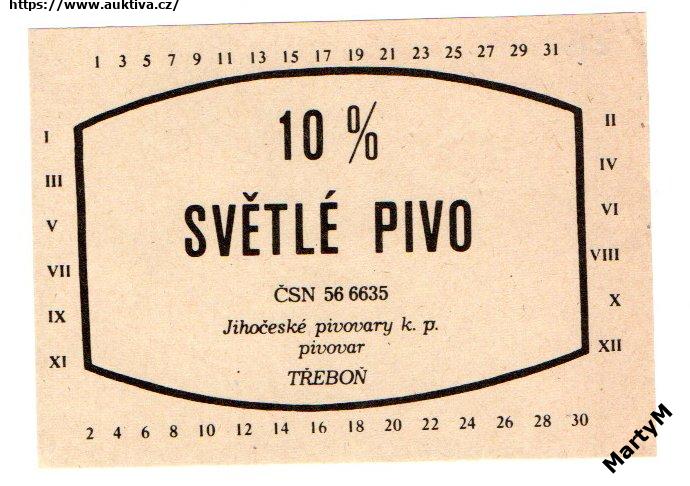 https://www.auktiva.cz/
1 3 5 7 9 11 13 15 17 19 21 23 25 27 29 31
I
II
III
IV
V
VI
VII
VIII
IX
X
XI
XII
10 %
SVĚTLÉ PIVO
ČSN 56 6635
Jihočeské pivovary k. p.
pivovar
TŘEBOŇ
2 4 6 8 10 12 14 16 18 20 22 24 26 28 30
MartyM